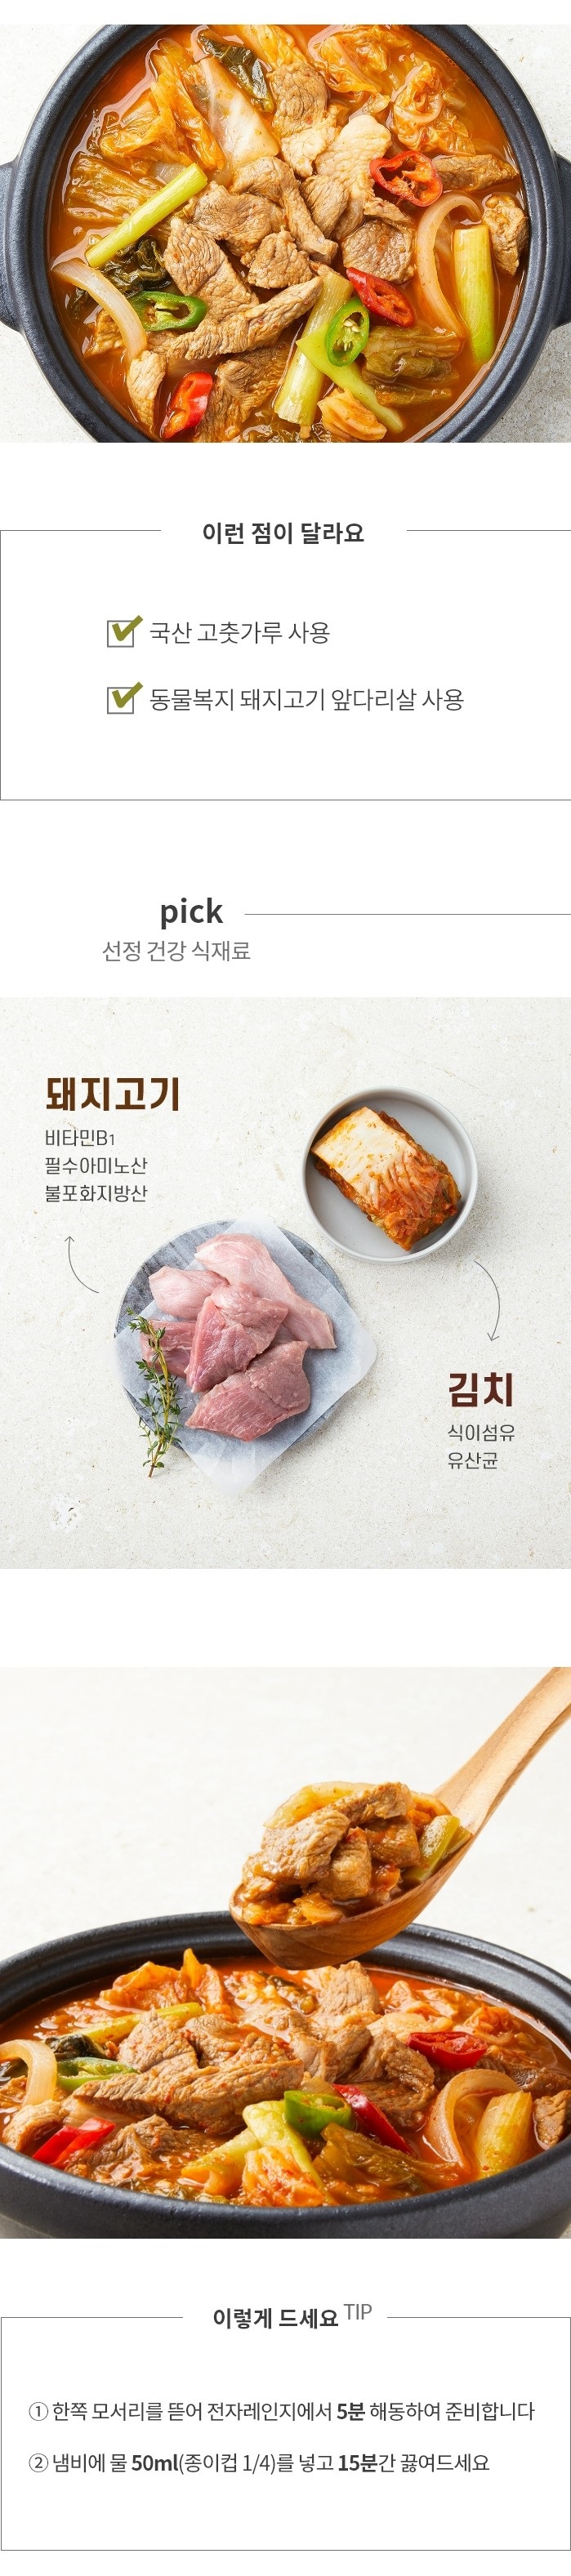 이런 점이 달라요
국산 고춧가루 사용
동물복지 돼지고기 앞다리살 사용
pick
선정 건강 식재료
돼지고기
비타민B1
필수아미노산
불포화지방산
김치
식이섬유
유산균
이렇게 드세요 TIP
① 한쪽 모서리를 뜯어 전자레인지에서 5분 해동하여 준비합니다
② 냄비에 물 50ml(종이컵 1/4)를 넣고 15분간 끓여드세요